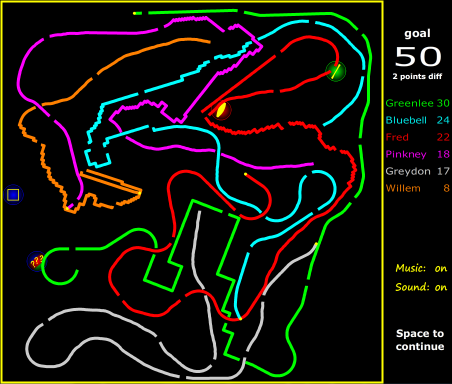 goal
50
2 points diff
Greenlee 30
Bluebell 24
Fred 22
Pinkney 18
Greydon 17
Willem 8
???
Music: on
Sound: on
Space to
continue